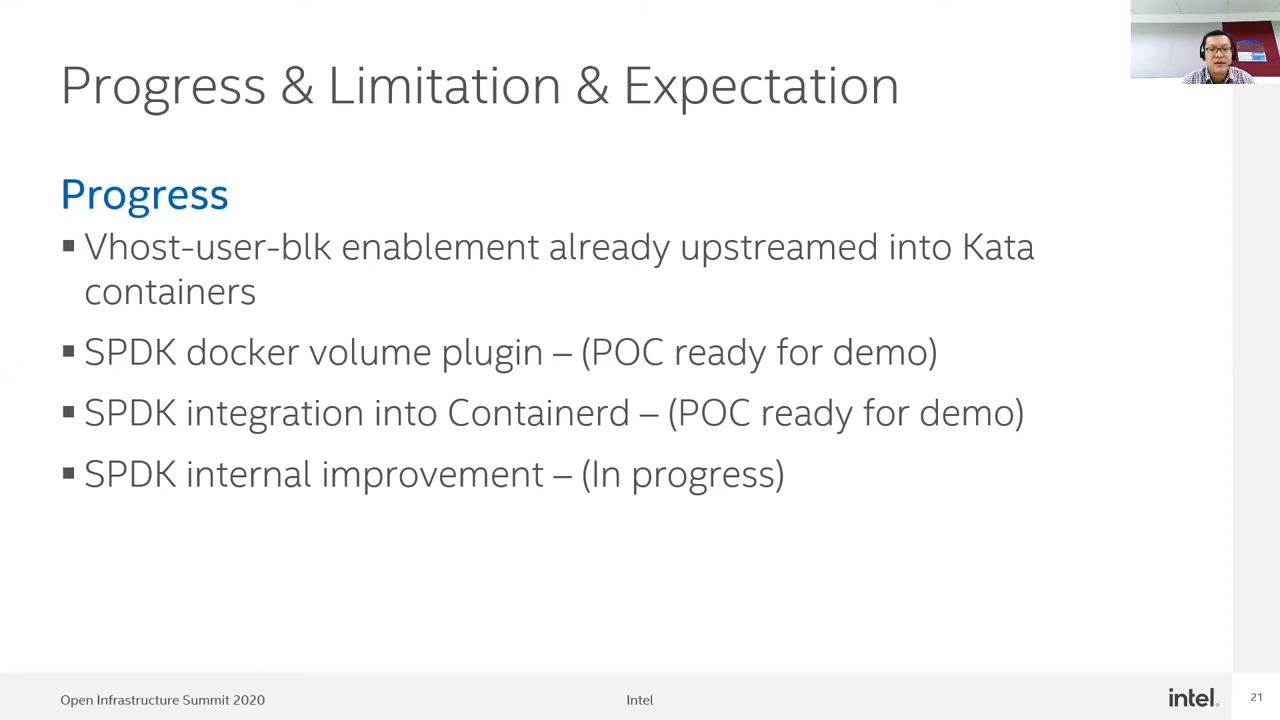 Progress & Limitation & Expectation
Progress
▪ Vhost-user-blk enablement already upstreamed into Kata
containers
▪ SPDK docker volume plugin – (POC ready for demo)
▪ SPDK integration into Containerd – (POC ready for demo)
▪ SPDK internal improvement – (In progress)
Open Infrastructure Summit 2020
Intel
intel.
21